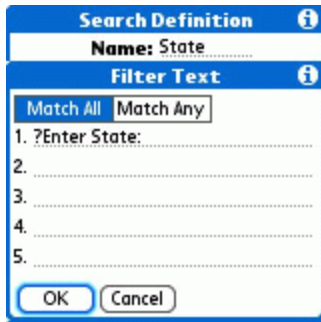 Search Definition
Name: State
Filter Text
Match All Match Any
1. ?Enter State:
2.
3.
4.
5.
OK Cancel